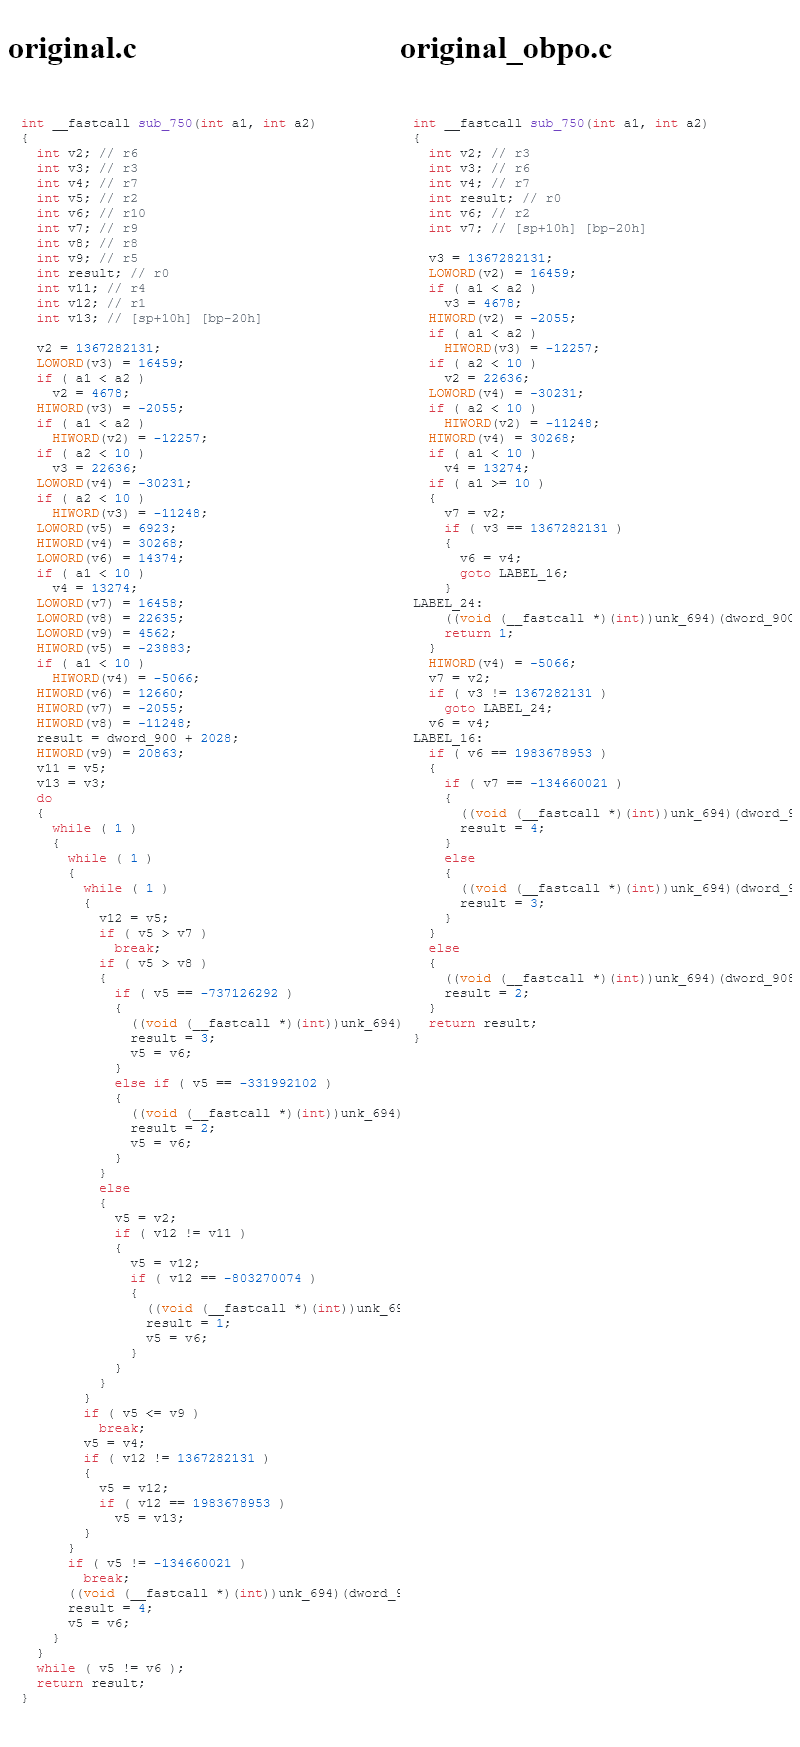 original.c
int __fastcall sub_750(int a1, int a2)
{
  int v2; // r6
  int v3; // r3
  int v4; // r7
  int v5; // r2
  int v6; // r10
  int v7; // r9
  int v8; // r8
  int v9; // r5
  int result; // r0
  int v11; // r4
  int v12; // r1
  int v13; // [sp+10h] [bp-20h]

  v2 = 1367282131;
  LOWORD(v3) = 16459;
  if ( a1 < a2 )
    v2 = 4678;
  HIWORD(v3) = -2055;
  if ( a1 < a2 )
    HIWORD(v2) = -12257;
  if ( a2 < 10 )
    v3 = 22636;
  LOWORD(v4) = -30231;
  if ( a2 < 10 )
    HIWORD(v3) = -11248;
  LOWORD(v5) = 6923;
  HIWORD(v4) = 30268;
  LOWORD(v6) = 14374;
  if ( a1 < 10 )
    v4 = 13274;
  LOWORD(v7) = 16458;
  LOWORD(v8) = 22635;
  LOWORD(v9) = 4562;
  HIWORD(v5) = -23883;
  if ( a1 < 10 )
    HIWORD(v4) = -5066;
  HIWORD(v6) = 12660;
  HIWORD(v7) = -2055;
  HIWORD(v8) = -11248;
  result = dword_900 + 2028;
  HIWORD(v9) = 20863;
  v11 = v5;
  v13 = v3;
  do
  {
    while ( 1 )
    {
      while ( 1 )
      {
        while ( 1 )
        {
          v12 = v5;
          if ( v5 > v7 )
            break;
          if ( v5 > v8 )
          {
            if ( v5 == -737126292 )
            {
              ((void (__fastcall *)(int))unk_694)
              result = 3;
              v5 = v6;
            }
            else if ( v5 == -331992102 )
            {
              ((void (__fastcall *)(int))unk_694)
              result = 2;
              v5 = v6;
            }
          }
          else
          {
            v5 = v2;
            if ( v12 != v11 )
            {
              v5 = v12;
              if ( v12 == -803270074 )
              {
                ((void (__fastcall *)(int))unk_69
                result = 1;
                v5 = v6;
              }
            }
          }
        }
        if ( v5 <= v9 )
          break;
        v5 = v4;
        if ( v12 != 1367282131 )
        {
          v5 = v12;
          if ( v12 == 1983678953 )
            v5 = v13;
        }
      }
      if ( v5 != -134660021 )
        break;
      ((void (__fastcall *)(int))unk_694)(dword_9
      result = 4;
      v5 = v6;
    }
  }
  while ( v5 != v6 );
  return result;
}
original_obpo.c
int __fastcall sub_750(int a1, int a2)
{
  int v2; // r3
  int v3; // r6
  int v4; // r7
  int result; // r0
  int v6; // r2
  int v7; // [sp+10h] [bp-20h]

  v3 = 1367282131;
  LOWORD(v2) = 16459;
  if ( a1 < a2 )
    v3 = 4678;
  HIWORD(v2) = -2055;
  if ( a1 < a2 )
    HIWORD(v3) = -12257;
  if ( a2 < 10 )
    v2 = 22636;
  LOWORD(v4) = -30231;
  if ( a2 < 10 )
    HIWORD(v2) = -11248;
  HIWORD(v4) = 30268;
  if ( a1 < 10 )
    v4 = 13274;
  if ( a1 >= 10 )
  {
    v7 = v2;
    if ( v3 == 1367282131 )
    {
      v6 = v4;
      goto LABEL_16;
    }
LABEL_24:
    ((void (__fastcall *)(int))unk_694)(dword_900
    return 1;
  }
  HIWORD(v4) = -5066;
  v7 = v2;
  if ( v3 != 1367282131 )
    goto LABEL_24;
  v6 = v4;
LABEL_16:
  if ( v6 == 1983678953 )
  {
    if ( v7 == -134660021 )
    {
      ((void (__fastcall *)(int))unk_694)(dword_9
      result = 4;
    }
    else
    {
      ((void (__fastcall *)(int))unk_694)(dword_9
      result = 3;
    }
  }
  else
  {
    ((void (__fastcall *)(int))unk_694)(dword_908
    result = 2;
  }
  return result;
}